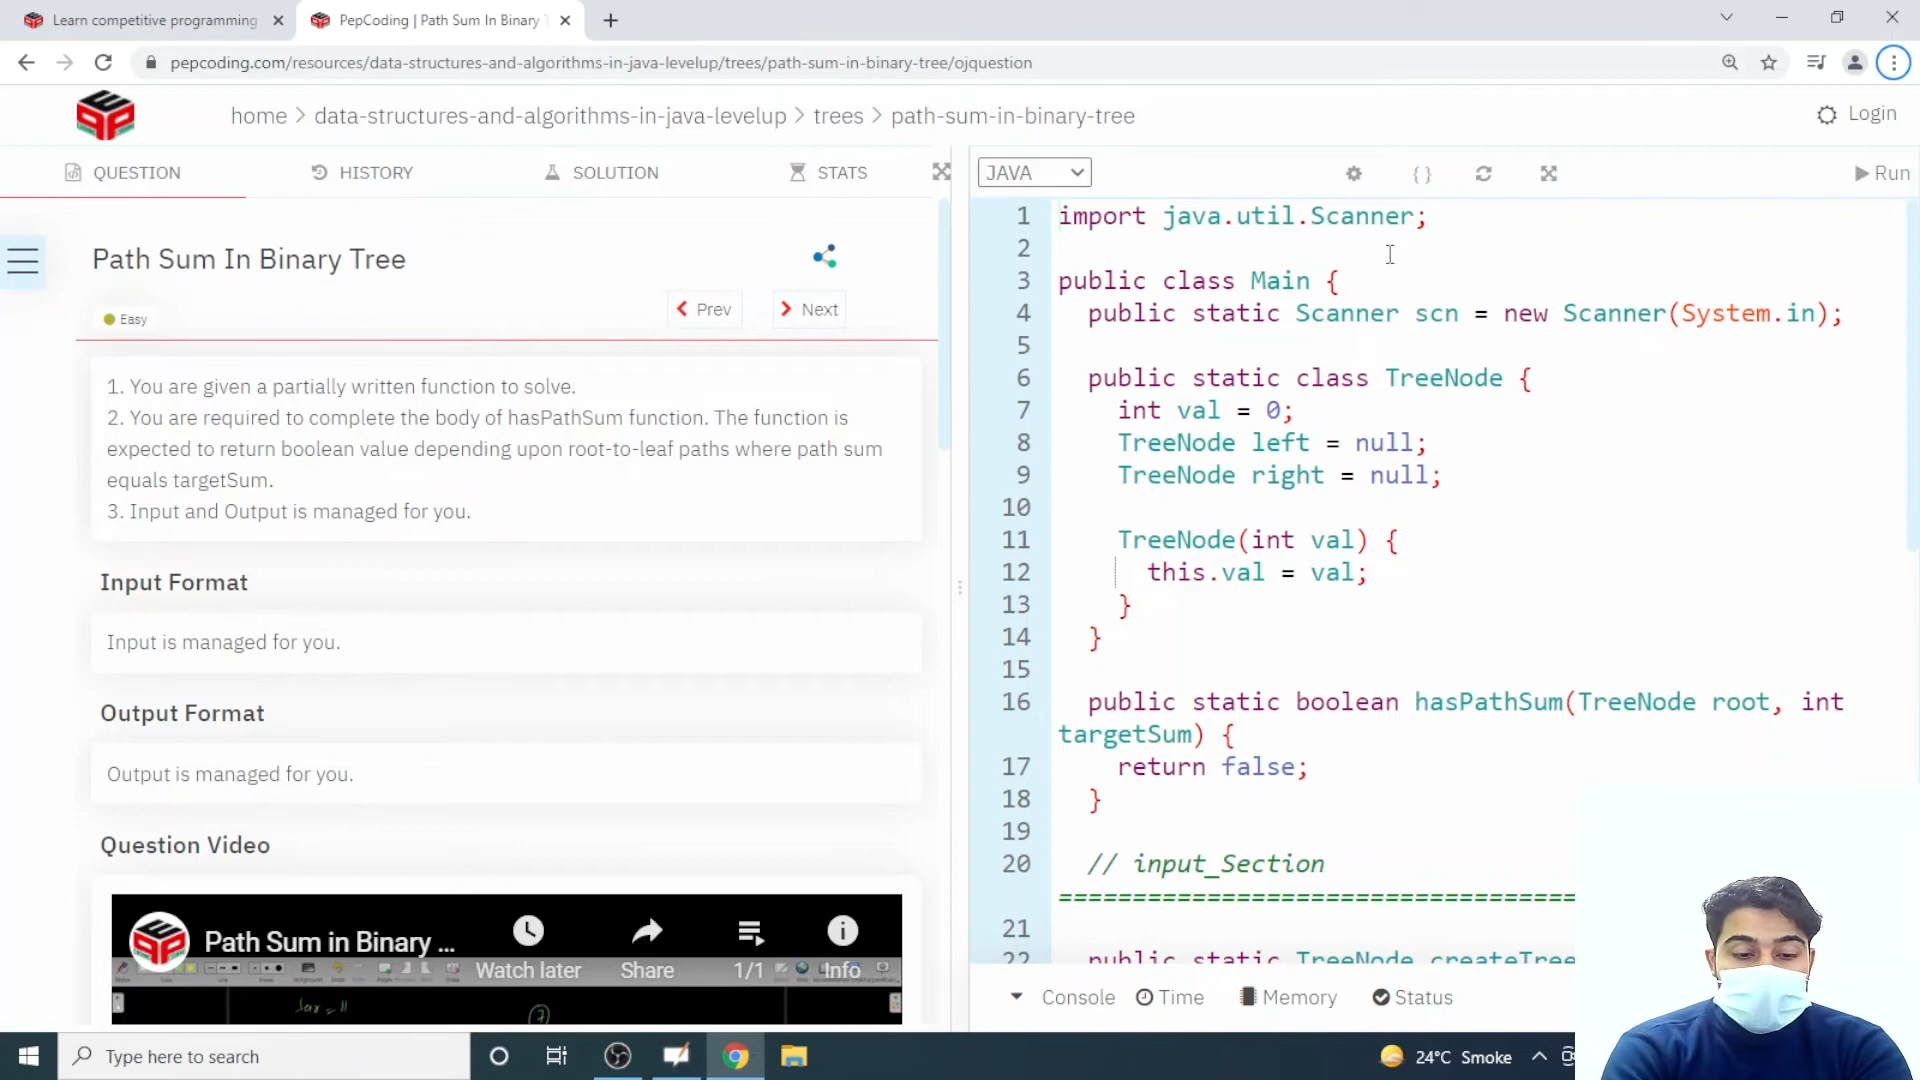 Learn competitive programming
PepCoding | Path Sum In Binary
pepcoding.com/resources/data-structures-and-algorithms-in-java-levelup/trees/path-sum-in-binary-tree/ojquestion
home > data-structures-and-algorithms-in-java-levelup > trees > path-sum-in-binary-tree
Login
QUESTION HISTORY SOLUTION STATS
JAVA { } Run
Path Sum In Binary Tree
Prev Next
Easy
1. You are given a partially written function to solve.
2. You are required to complete the body of hasPathSum function. The function is
expected to return boolean value depending upon root-to-leaf paths where path sum
equals targetSum.
3. Input and Output is managed for you.
Input Format
Input is managed for you.
Output Format
Output is managed for you.
Question Video
PEP
Path Sum in Binary ...
Watch later Share 1/1 Info
7
1 import java.util.Scanner;
2
3 public class Main {
4 public static Scanner scn = new Scanner(System.in);
5
6 public static class TreeNode {
7 int val = 0;
8 TreeNode left = null;
9 TreeNode right = null;
10
11 TreeNode(int val) {
12 this.val = val;
13 }
14 }
15
16 public static boolean hasPathSum(TreeNode root, int
targetSum) {
17 return false;
18 }
19
20 // input_Section
===================================
21
22 public static TreeNode createTree
Console Time Memory Status
Type here to search
24°C Smoke